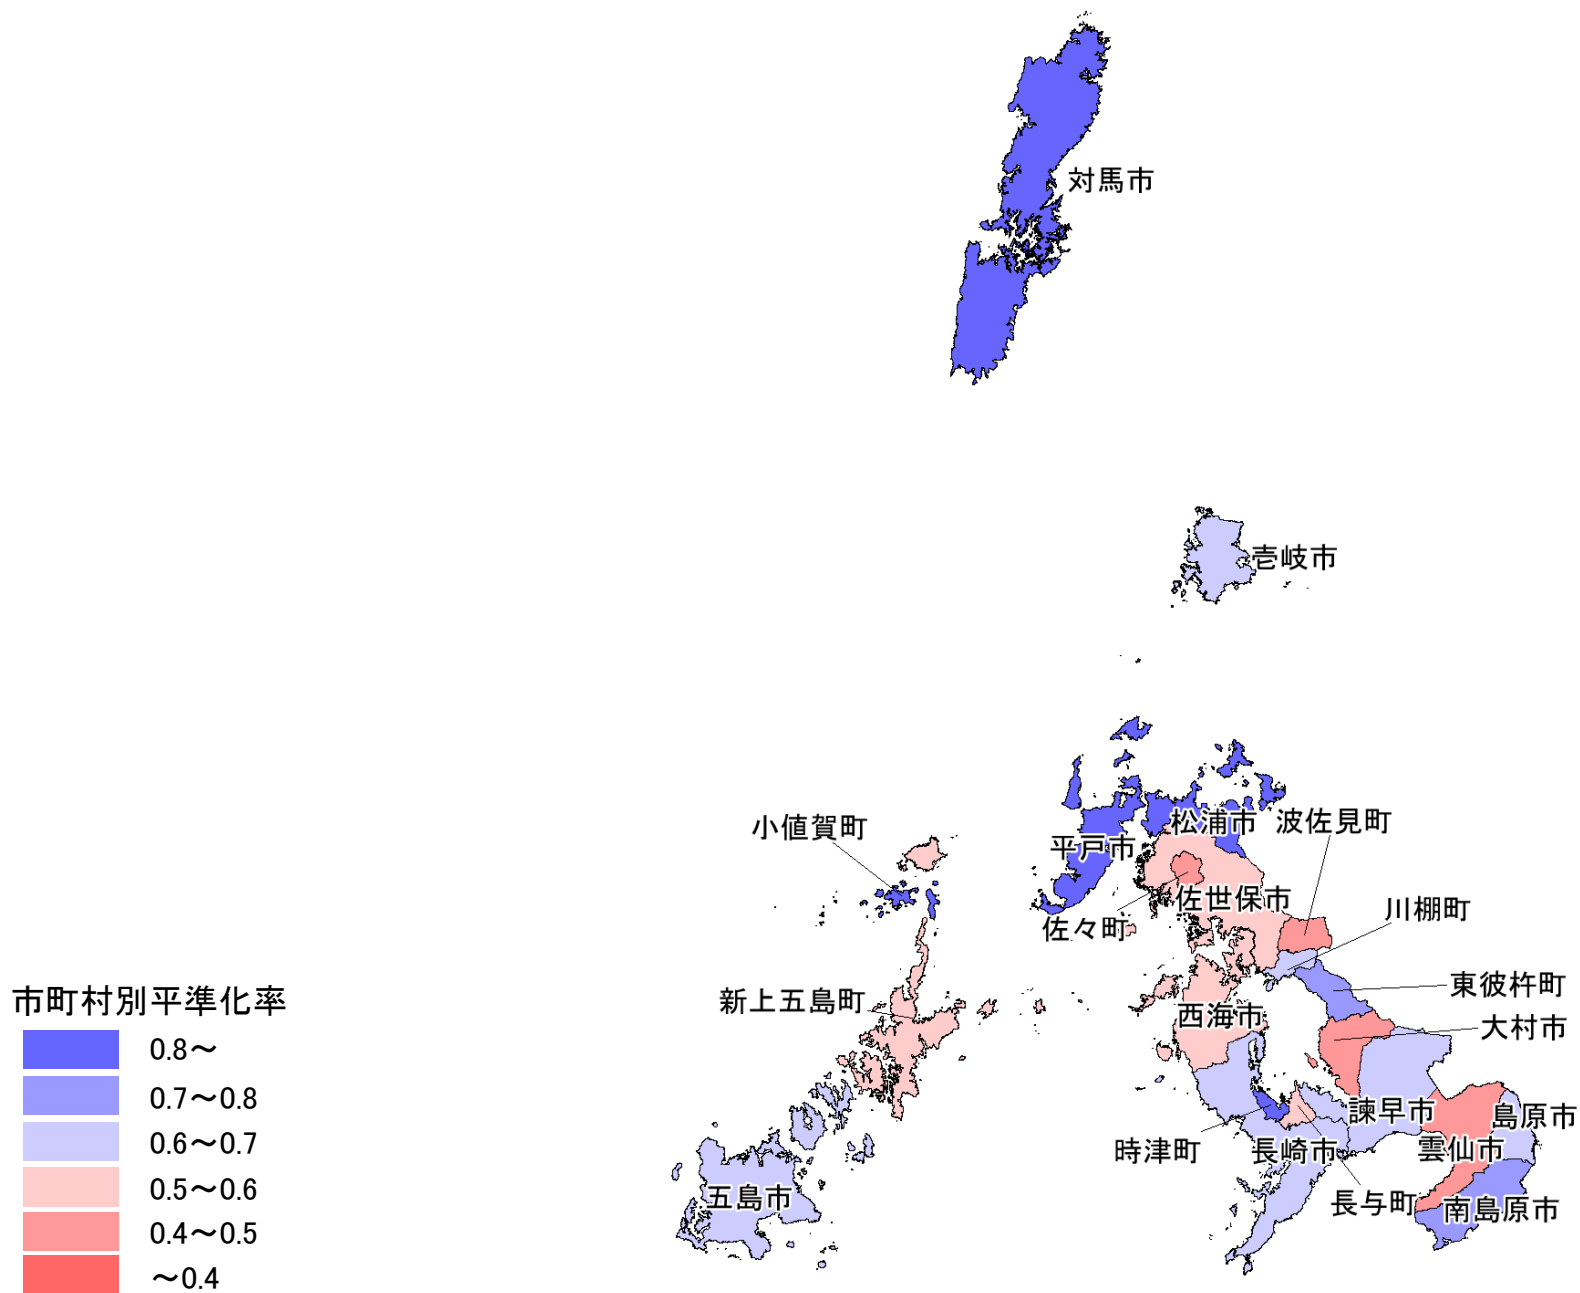 対馬市
壱岐市
小値賀町
松浦市
波佐見町
平戸市
佐世保市
川棚町
佐々町
東彼杵町
新上五島町
西海市
大村市
諫早市
島原市
時津町
長崎市
雲仙市
五島市
長与町
南島原市
市町村別平準化率
0.8～
0.7～0.8
0.6～0.7
0.5～0.6
0.4～0.5
～0.4